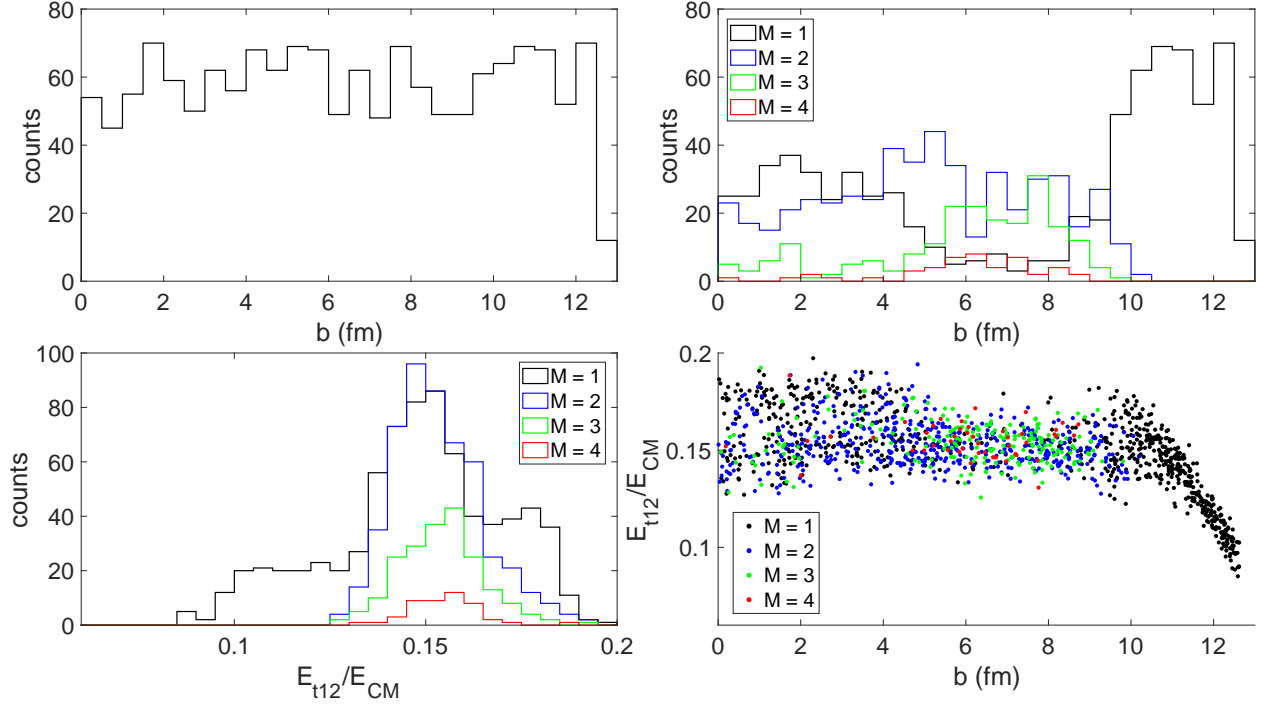 80
60
40
20
0
counts
0 2 4 6 8 10 12
b (fm)
80
60
40
20
0
counts
M = 1
M = 2
M = 3
M = 4
0 2 4 6 8 10 12
b (fm)
100
80
60
40
20
0
counts
M = 1
M = 2
M = 3
M = 4
0.1 0.15 0.2
E_t12/E_CM
0.2
0.15
0.1
E_t12/E_CM
M = 1
M = 2
M = 3
M = 4
0 2 4 6 8 10 12
b (fm)